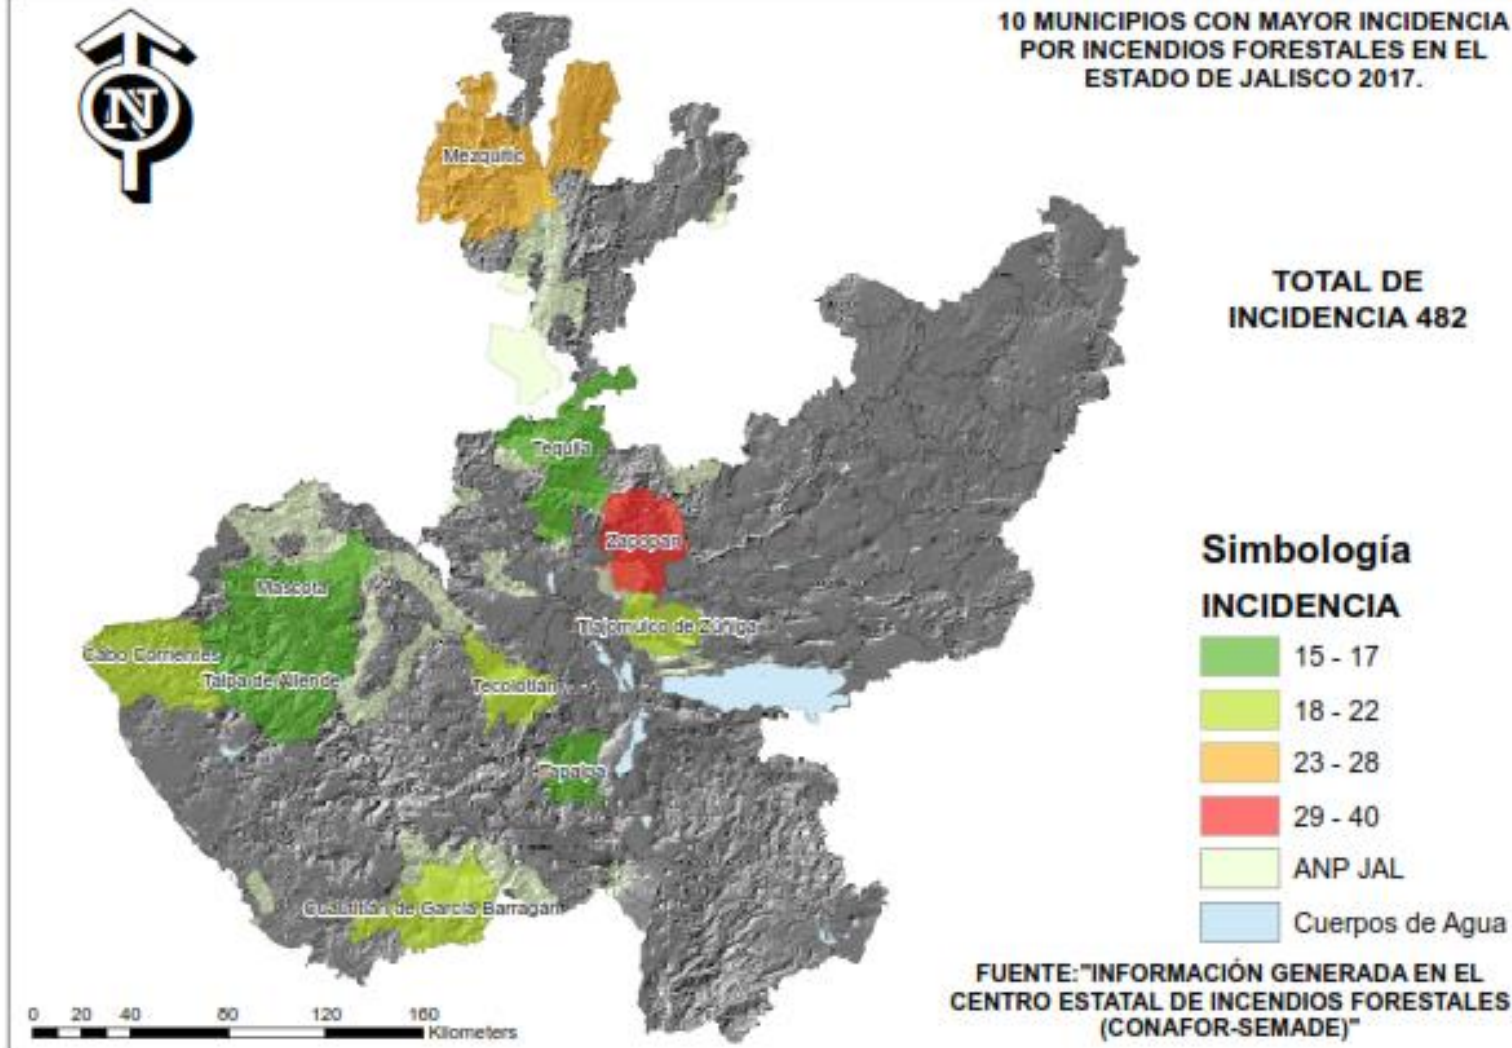 10 MUNICIPIOS CON MAYOR INCIDENCIA
POR INCENDIOS FORESTALES EN EL
ESTADO DE JALISCO 2017.
N
Mezquitic
TOTAL DE
INCIDENCIA 482
Tequila
Zapopan
Mascota
Tlajomulco de Zúñiga
Cabo Corrientes
Talpa de Allende
Tecolotlán
Tapalpa
Cuautitlán de García Barragán
Simbología
INCIDENCIA
15 - 17
18 - 22
23 - 28
29 - 40
ANP JAL
Cuerpos de Agua
FUENTE:"INFORMACIÓN GENERADA EN EL
CENTRO ESTATAL DE INCENDIOS FORESTALES
(CONAFOR-SEMADE)"
0 20 40 80 120 160
Kilometers